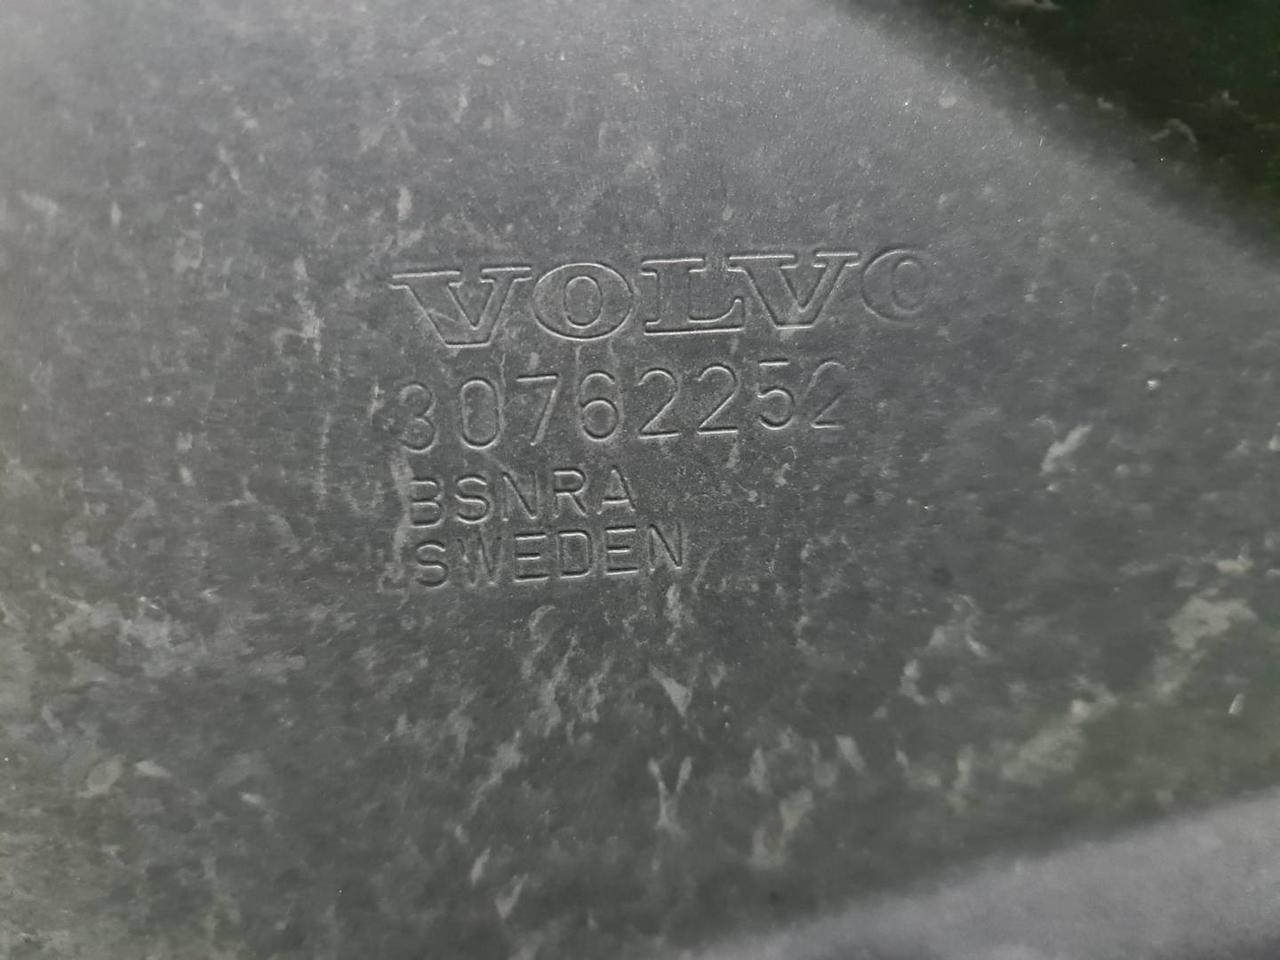 VOLVO
30762252
BSNRA
SWEDEN